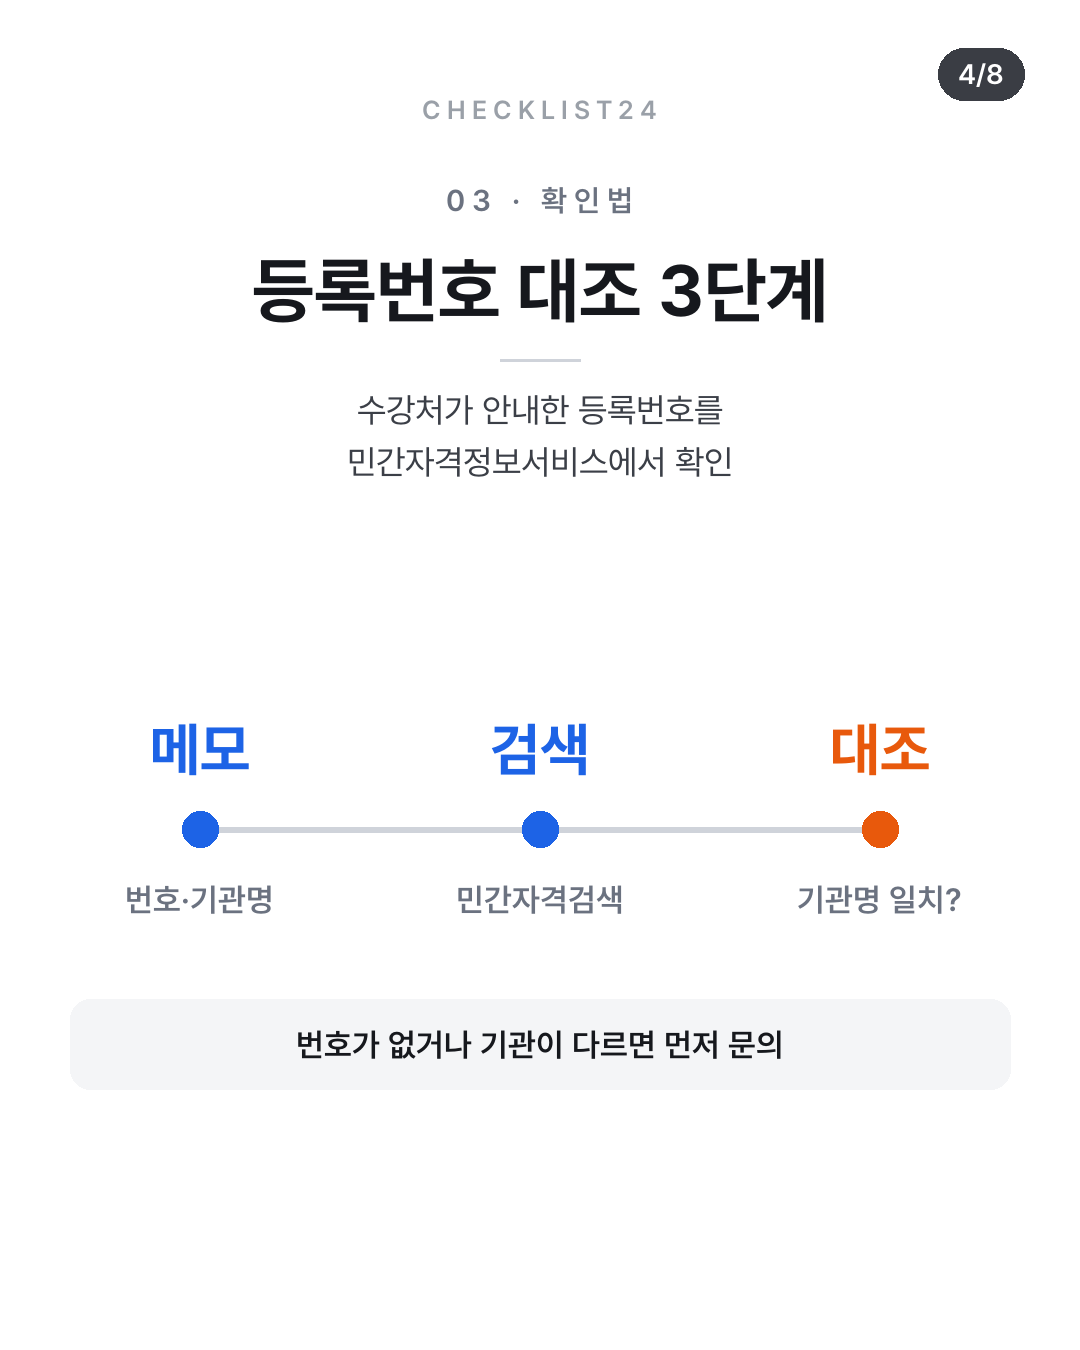 4/8
CHECKLIST24
03 · 확인법
등록번호 대조 3단계
수강처가 안내한 등록번호를
민간자격정보서비스에서 확인
메모
검색
대조
번호·기관명
민간자격검색
기관명 일치?
번호가 없거나 기관이 다르면 먼저 문의